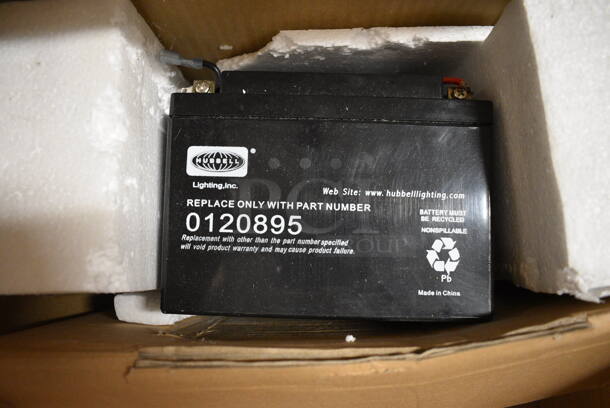 HUBBELL ®
Lighting, Inc.
Web Site: www.hubbelllighting.com
REPLACE ONLY WITH PART NUMBER
0120895
Replacement with other than the part number specified
will void product warranty and may cause product failure.
BATTERY MUST
BE RECYCLED
NONSPILLABLE
Pb
Made in China